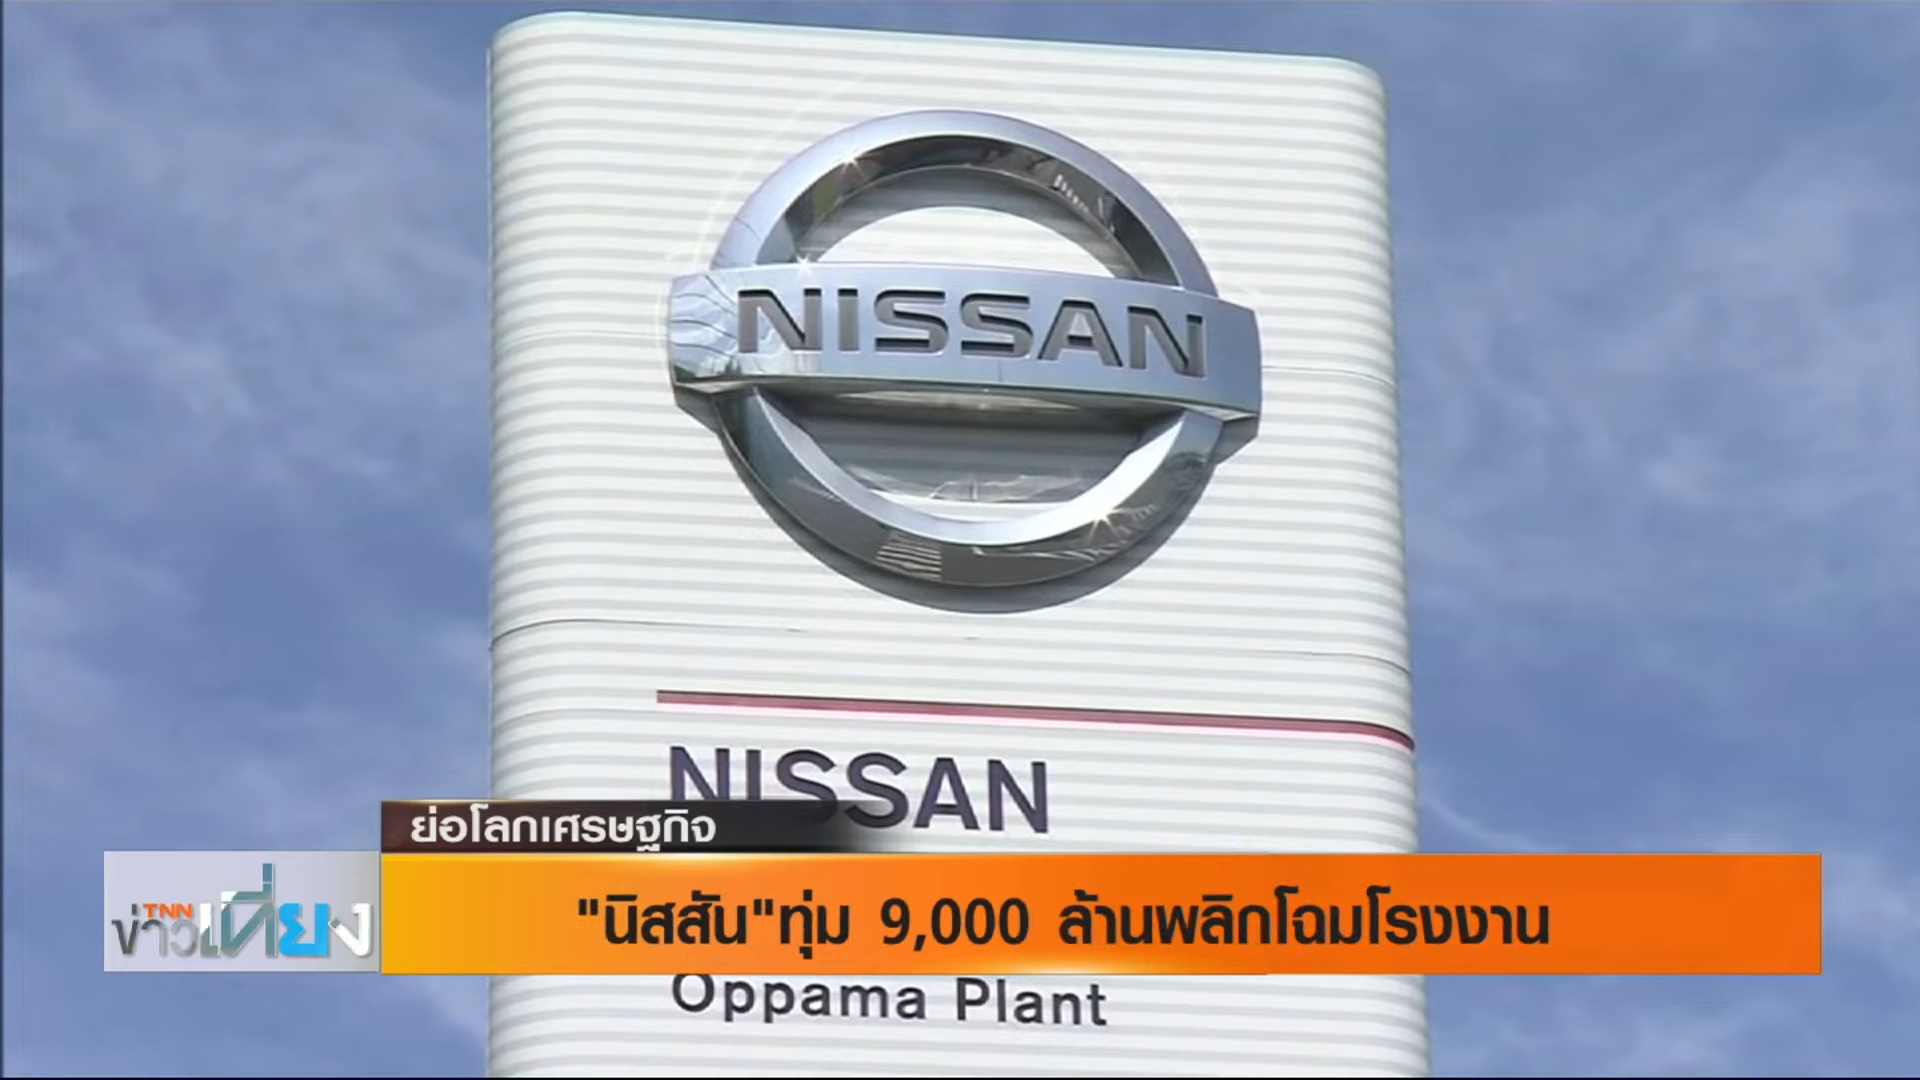 NISSAN
NISSAN
ย่อโลกเศรษฐกิจ
TNN
ข่าวเที่ยง
"นิสสัน"ทุ่ม 9,000 ล้านพลิกโฉมโรงงาน
Oppama Plant